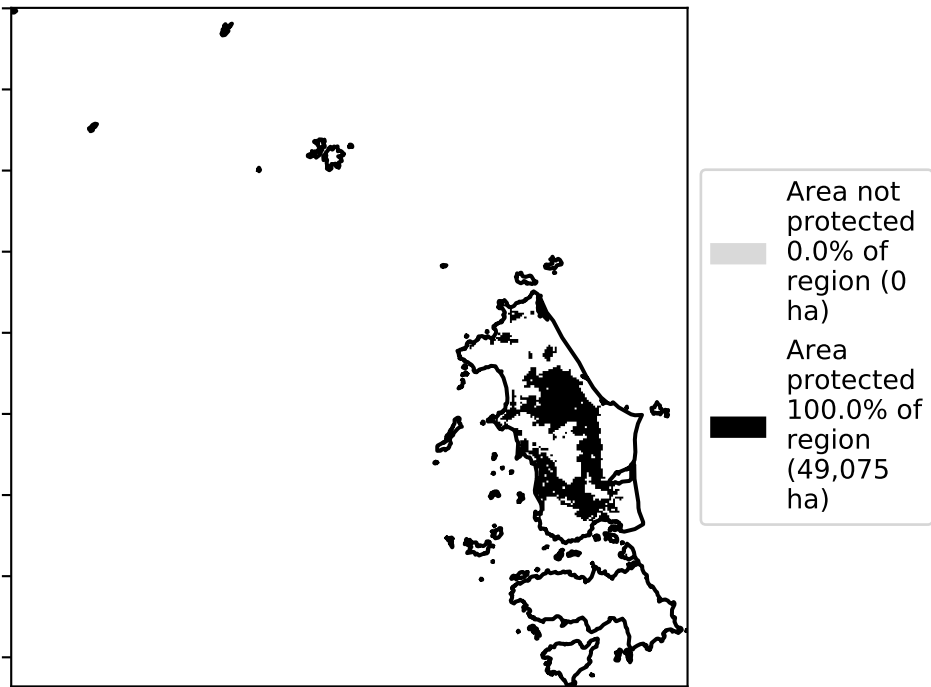 Area not
protected
0.0% of
region (0
ha)
Area
protected
100.0% of
region
(49,075
ha)